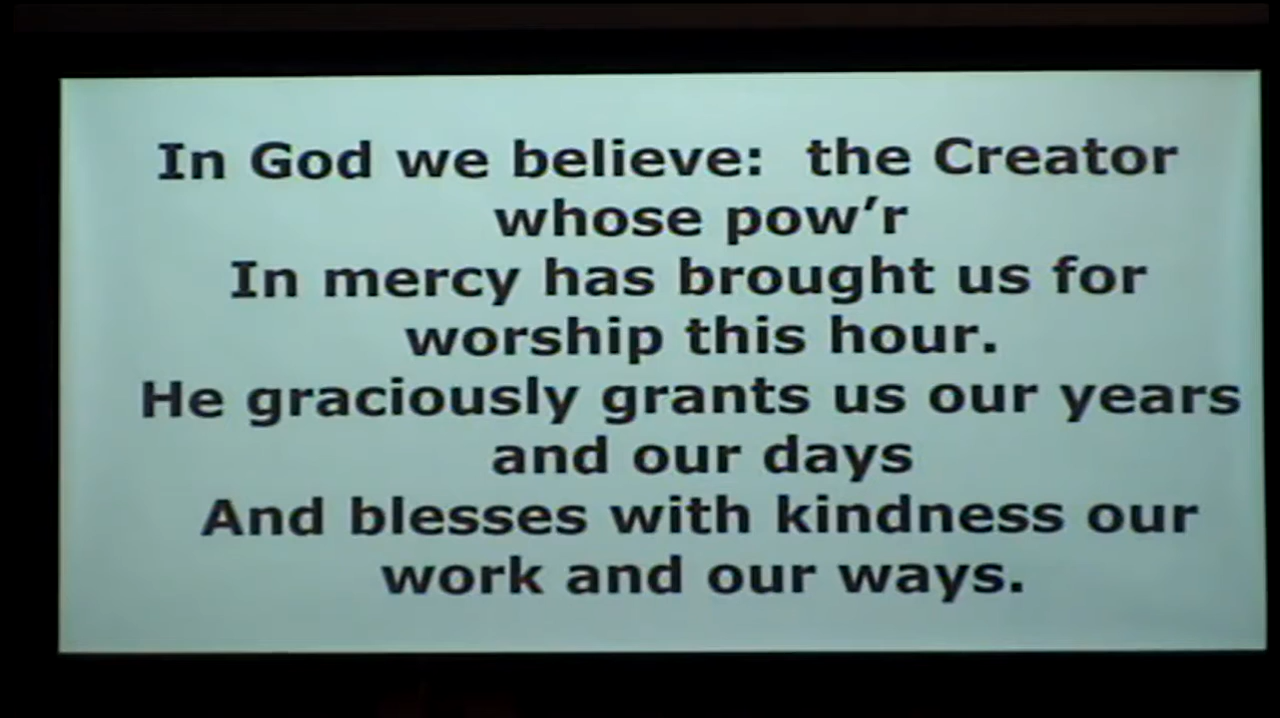 In God we believe:  the Creator
whose pow’r
In mercy has brought us for
worship this hour.
He graciously grants us our years
and our days
And blesses with kindness our
work and our ways.